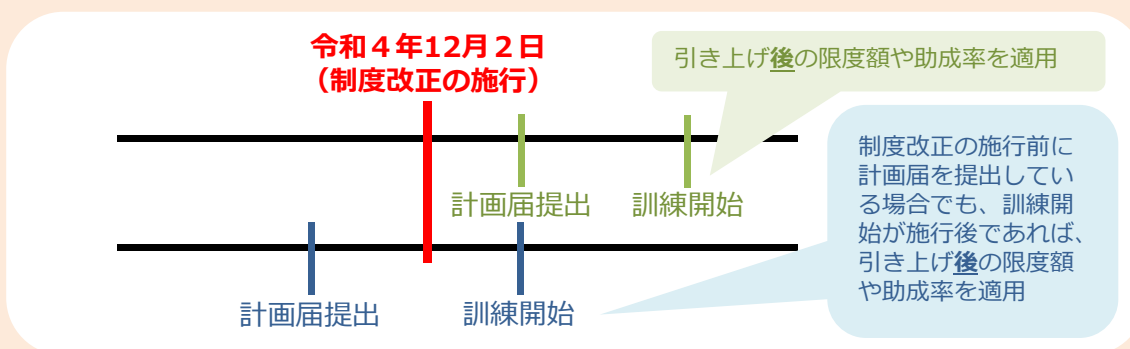 令和４年12月２日
（制度改正の施行）
引き上げ後の限度額や助成率を適用
計画届提出
訓練開始
制度改正の施行前に
計画届を提出してい
る場合でも、訓練開
始が施行後であれば、
引き上げ後の限度額
や助成率を適用
計画届提出
訓練開始